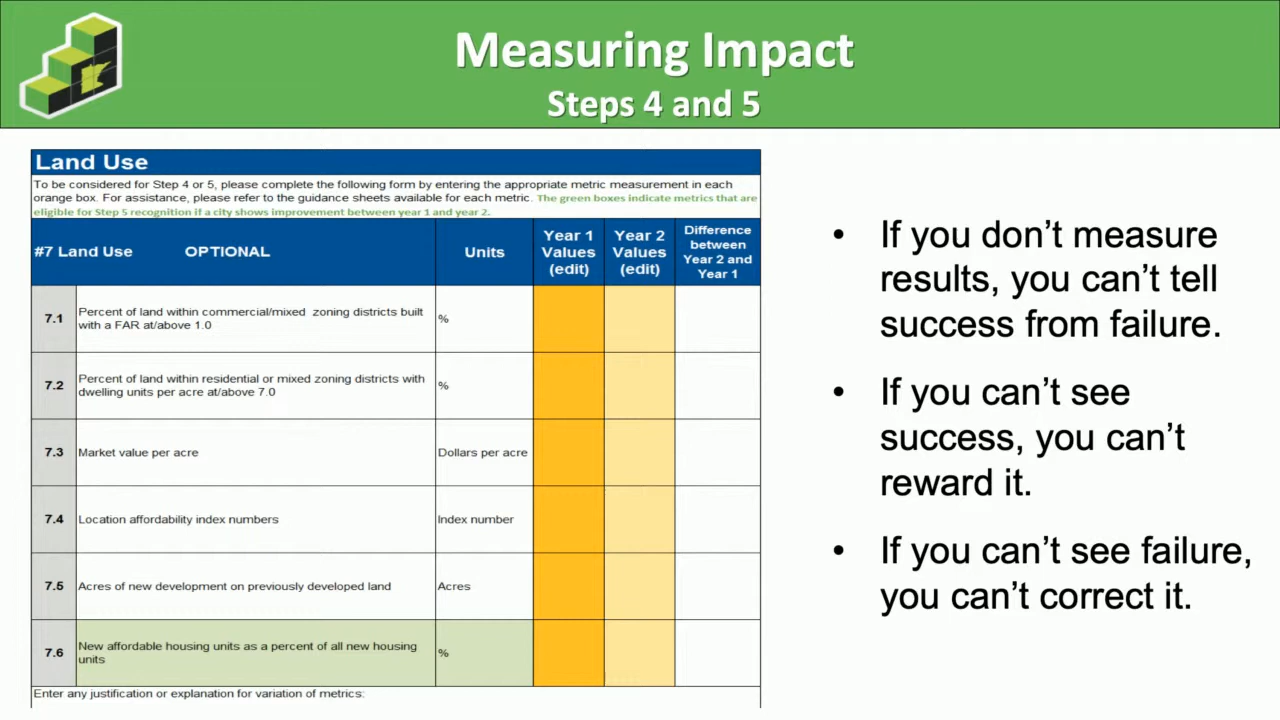 Measuring Impact
Steps 4 and 5
Land Use
To be considered for Step 4 or 5, please complete the following form by entering the appropriate metric measurement in each
orange box. For assistance, please refer to the guidance sheets available for each metric. The green boxes indicate metrics that are
eligible for Step 5 recognition if a city shows improvement between year 1 and year 2.
#7 Land Use OPTIONAL
Units
Year 1
Values
(edit)
Year 2
Values
(edit)
Difference
between
Year 2 and
Year 1
7.1
Percent of land within commercial/mixed zoning districts built
with a FAR at/above 1.0
%
7.2
Percent of land within residential or mixed zoning districts with
dwelling units per acre at/above 7.0
%
7.3
Market value per acre
Dollars per acre
7.4
Location affordability index numbers
Index number
7.5
Acres of new development on previously developed land
Acres
7.6
New affordable housing units as a percent of all new housing
units
%
Enter any justification or explanation for variation of metrics:
• If you don’t measure
results, you can’t tell
success from failure.
• If you can’t see
success, you can’t
reward it.
• If you can’t see failure,
you can’t correct it.